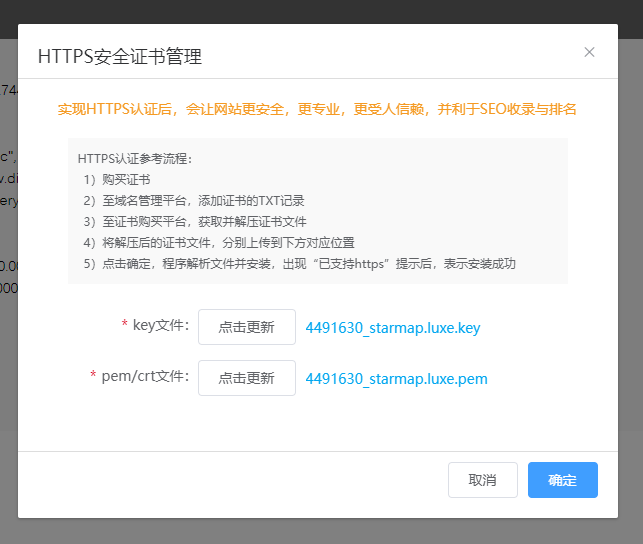 HTTPS安全证书管理
实现HTTPS认证后，会让网站更安全，更专业，更受人信赖，并利于SEO收录与排名
HTTPS认证参考流程：
1）购买证书
2）至域名管理平台，添加证书的TXT记录
3）至证书购买平台，获取并解压证书文件
4）将解压后的证书文件，分别上传到下方对应位置
5）点击确定，程序解析文件并安装，出现“已支持https”提示后，表示安装成功
* key文件： 点击更新 4491630_starmap.luxe.key
* pem/crt文件： 点击更新 4491630_starmap.luxe.pem
取消 确定